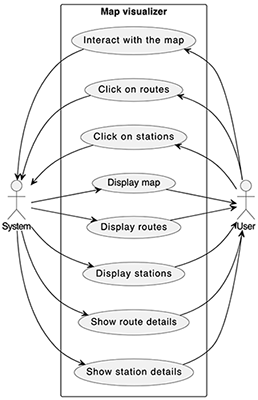 Map visualizer
Interact with the map
Click on routes
Click on stations
Display map
Display routes
System
User
Display stations
Show route details
Show station details